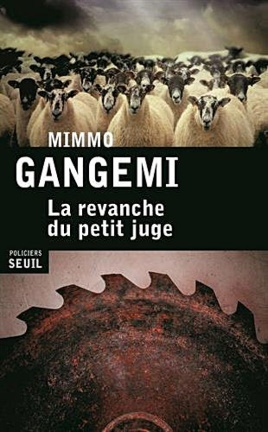 MIMMO
GANGEMI
La revanche
du petit juge
POLICIERS
SEUIL